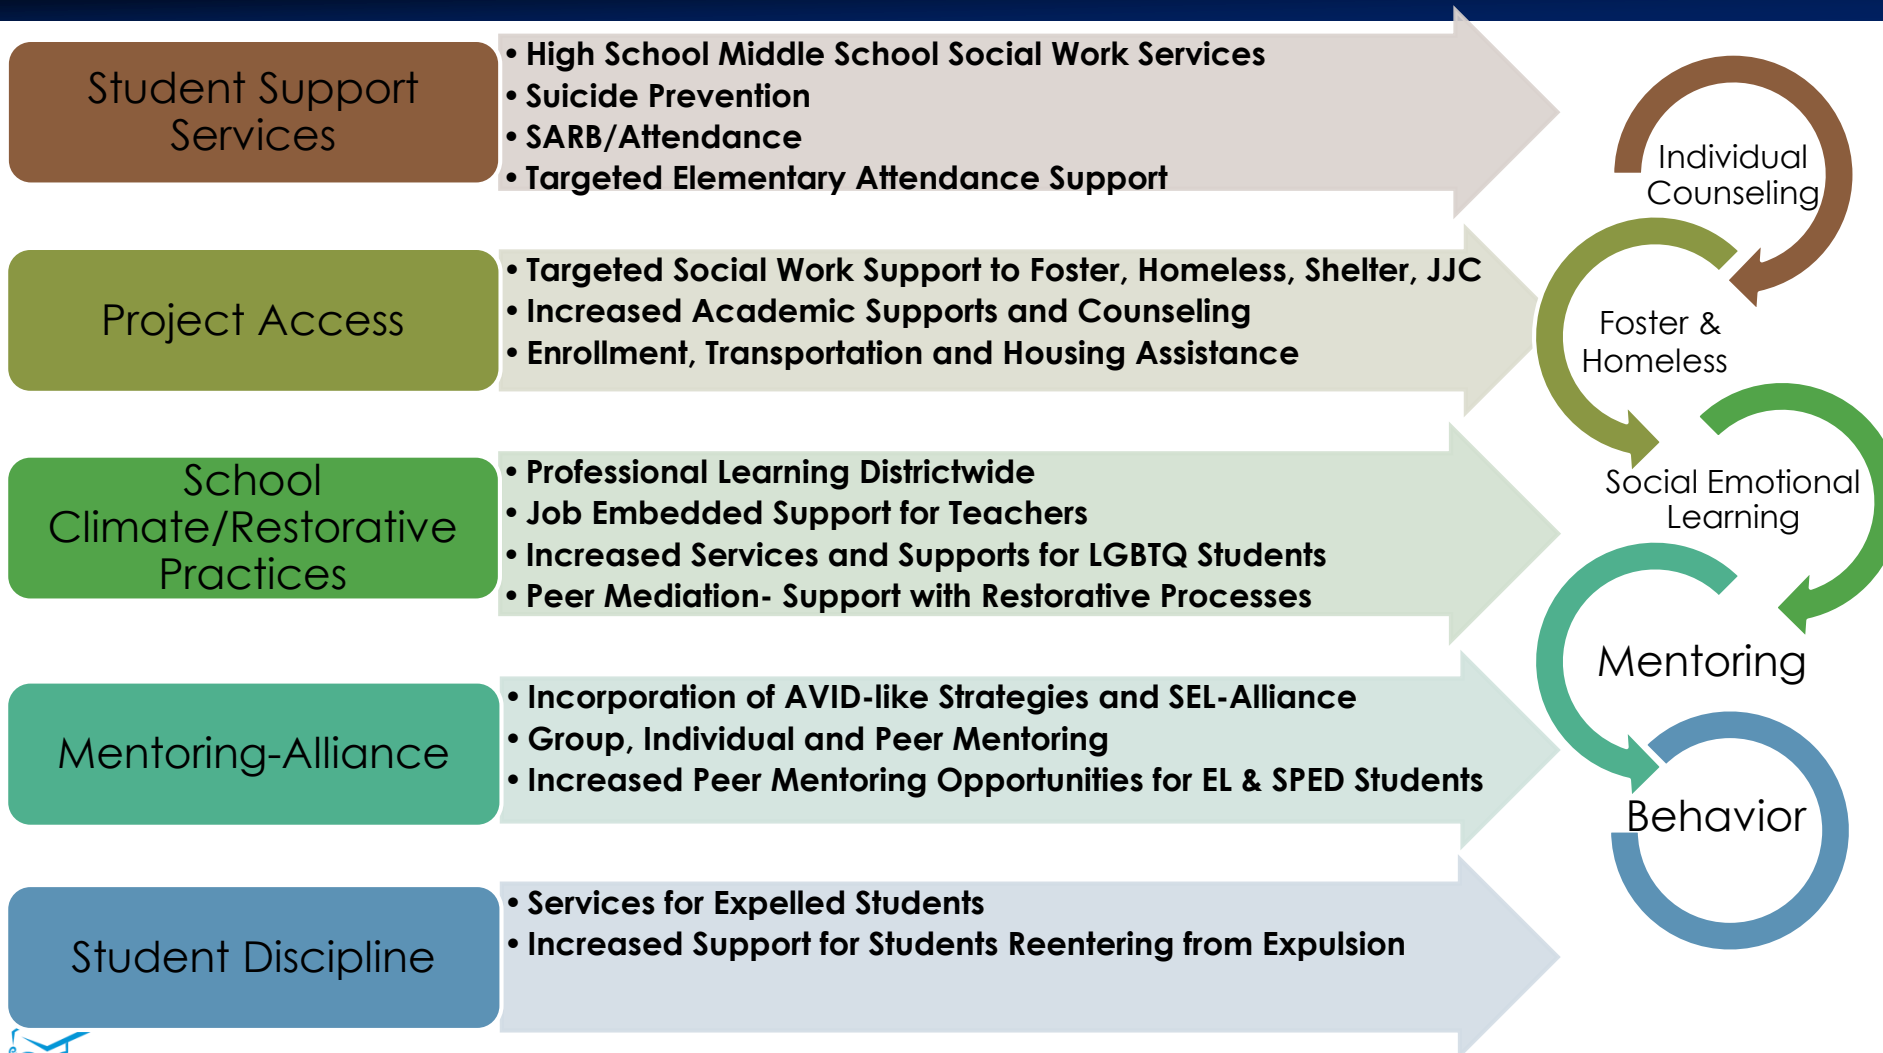 Student Support
Services
• High School Middle School Social Work Services
• Suicide Prevention
• SARB/Attendance
• Targeted Elementary Attendance Support
Project Access
• Targeted Social Work Support to Foster, Homeless, Shelter, JJC
• Increased Academic Supports and Counseling
• Enrollment, Transportation and Housing Assistance
School
Climate/Restorative
Practices
• Professional Learning Districtwide
• Job Embedded Support for Teachers
• Increased Services and Supports for LGBTQ Students
• Peer Mediation- Support with Restorative Processes
Mentoring-Alliance
• Incorporation of AVID-like Strategies and SEL-Alliance
• Group, Individual and Peer Mentoring
• Increased Peer Mentoring Opportunities for EL & SPED Students
Student Discipline
• Services for Expelled Students
• Increased Support for Students Reentering from Expulsion
Individual
Counseling
Foster &
Homeless
Social Emotional
Learning
Mentoring
Behavior